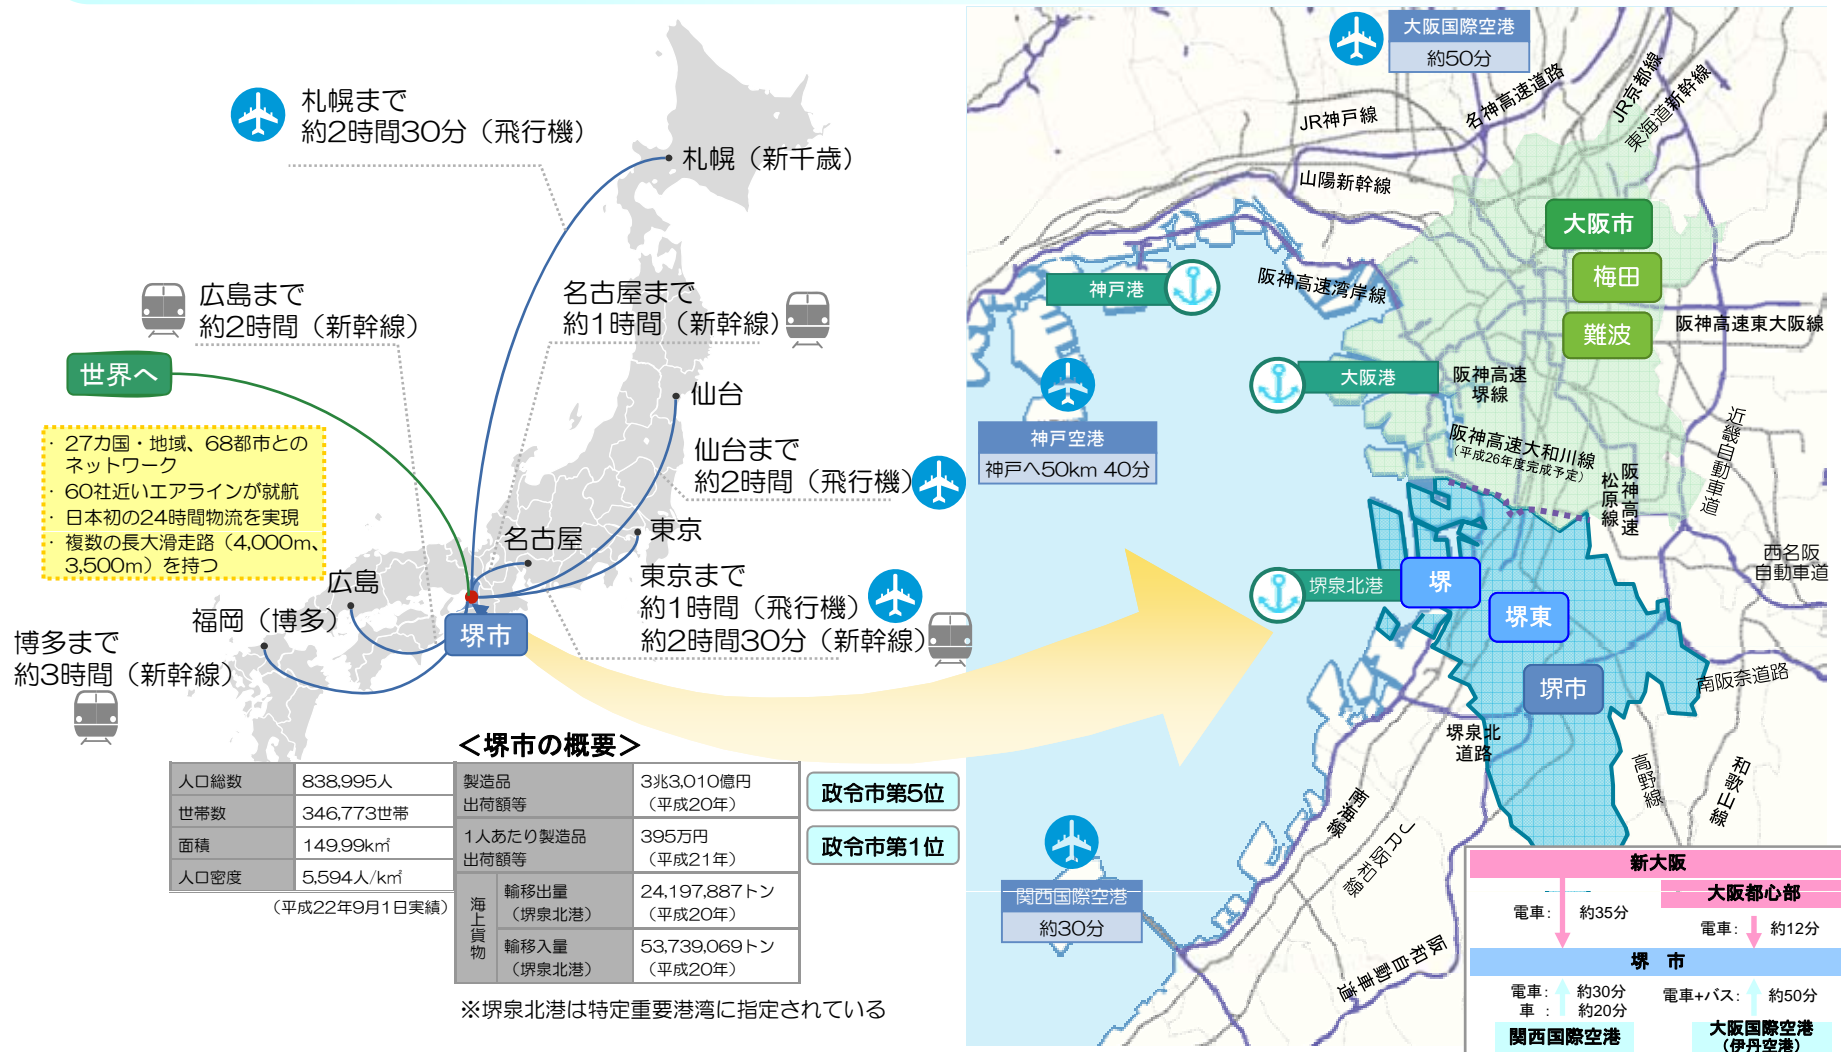 札幌まで
約2時間30分（飛行機）
札幌（新千歳）
広島まで
約2時間（新幹線）
名古屋まで
約1時間（新幹線）
世界へ
・ 27カ国・地域、68都市との
ネットワーク
・ 60社近いエアラインが就航
・ 日本初の24時間物流を実現
・ 複数の長大滑走路（4,000m、
3,500m）を持つ
仙台
仙台まで
約2時間（飛行機）
名古屋
東京
東京まで
約1時間（飛行機）
約2時間30分（新幹線）
広島
福岡（博多）
博多まで
約3時間（新幹線）
堺市
＜堺市の概要＞
人口総数 838,995人
世帯数 346,773世帯
面積 149.99k㎡
人口密度 5,594人/k㎡
（平成22年9月1日実績）
製造品
出荷額等
3兆3,010億円
（平成20年）
政令市第5位
1人あたり製造品
出荷額等
395万円
（平成21年）
政令市第1位
海上貨物
輸移出量
（堺泉北港）
24,197,887トン
（平成20年）
輸移入量
（堺泉北港）
53,739,069トン
（平成20年）
※堺泉北港は特定重要港湾に指定されている
大阪国際空港
約50分
JR神戸線
名神高速道路
JR京都線
東海道新幹線
山陽新幹線
大阪市
梅田
難波
神戸港
阪神高速湾岸線
阪神高速東大阪線
大阪港
阪神高速
堺線
神戸空港
神戸へ50km 40分
阪神高速大和川線
（平成26年度完成予定）
阪神高速
松原線
近畿自動車道
西名阪
自動車道
堺泉北港
堺
堺東
堺市
南阪奈道路
堺泉北
道路
高野線
和歌山線
南海線
JR阪和線
阪和自動車道
関西国際空港
約30分
新大阪
大阪都心部
電車： 約35分
電車： 約12分
堺 市
電車： 約30分
車 ： 約20分
電車+バス： 約50分
関西国際空港
大阪国際空港
（伊丹空港）